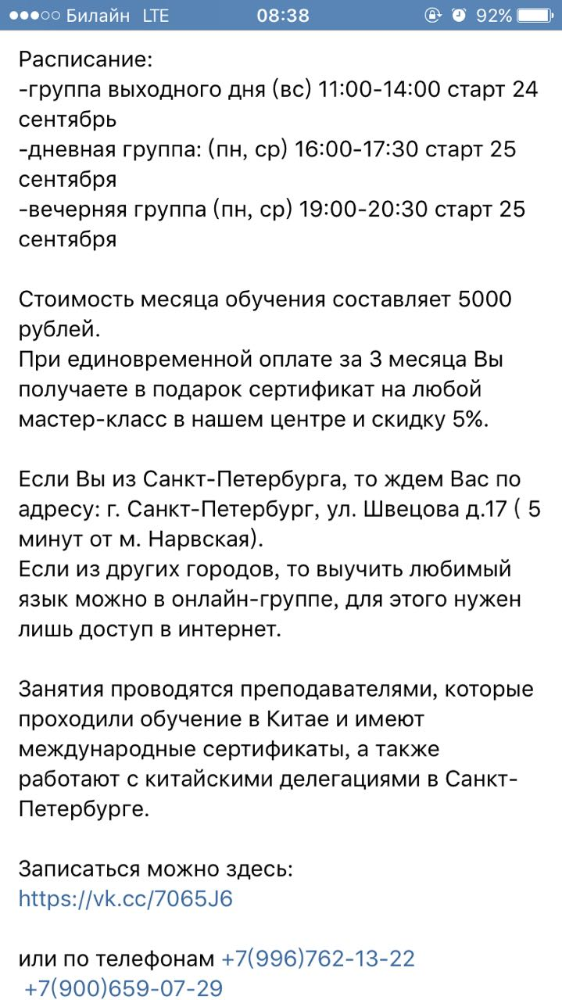 Билайн LTE 08:38 92%
Расписание:
-группа выходного дня (вс) 11:00-14:00 старт 24
сентябрь
-дневная группа: (пн, ср) 16:00-17:30 старт 25
сентября
-вечерняя группа (пн, ср) 19:00-20:30 старт 25
сентября
Стоимость месяца обучения составляет 5000
рублей.
При единовременной оплате за 3 месяца Вы
получаете в подарок сертификат на любой
мастер-класс в нашем центре и скидку 5%.
Если Вы из Санкт-Петербурга, то ждем Вас по
адресу: г. Санкт-Петербург, ул. Швецова д.17 ( 5
минут от м. Нарвская).
Если из других городов, то выучить любимый
язык можно в онлайн-группе, для этого нужен
лишь доступ в интернет.
Занятия проводятся преподавателями, которые
проходили обучение в Китае и имеют
международные сертификаты, а также
работают с китайскими делегациями в Санкт-
Петербурге.
Записаться можно здесь:
https://vk.cc/7065J6
или по телефонам +7(996)762-13-22
+7(900)659-07-29